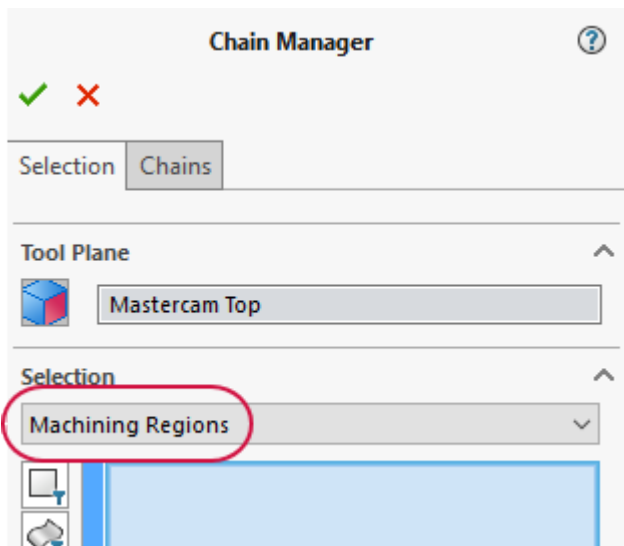 Chain Manager
?
Selection Chains
Tool Plane
Mastercam Top
Selection
Machining Regions